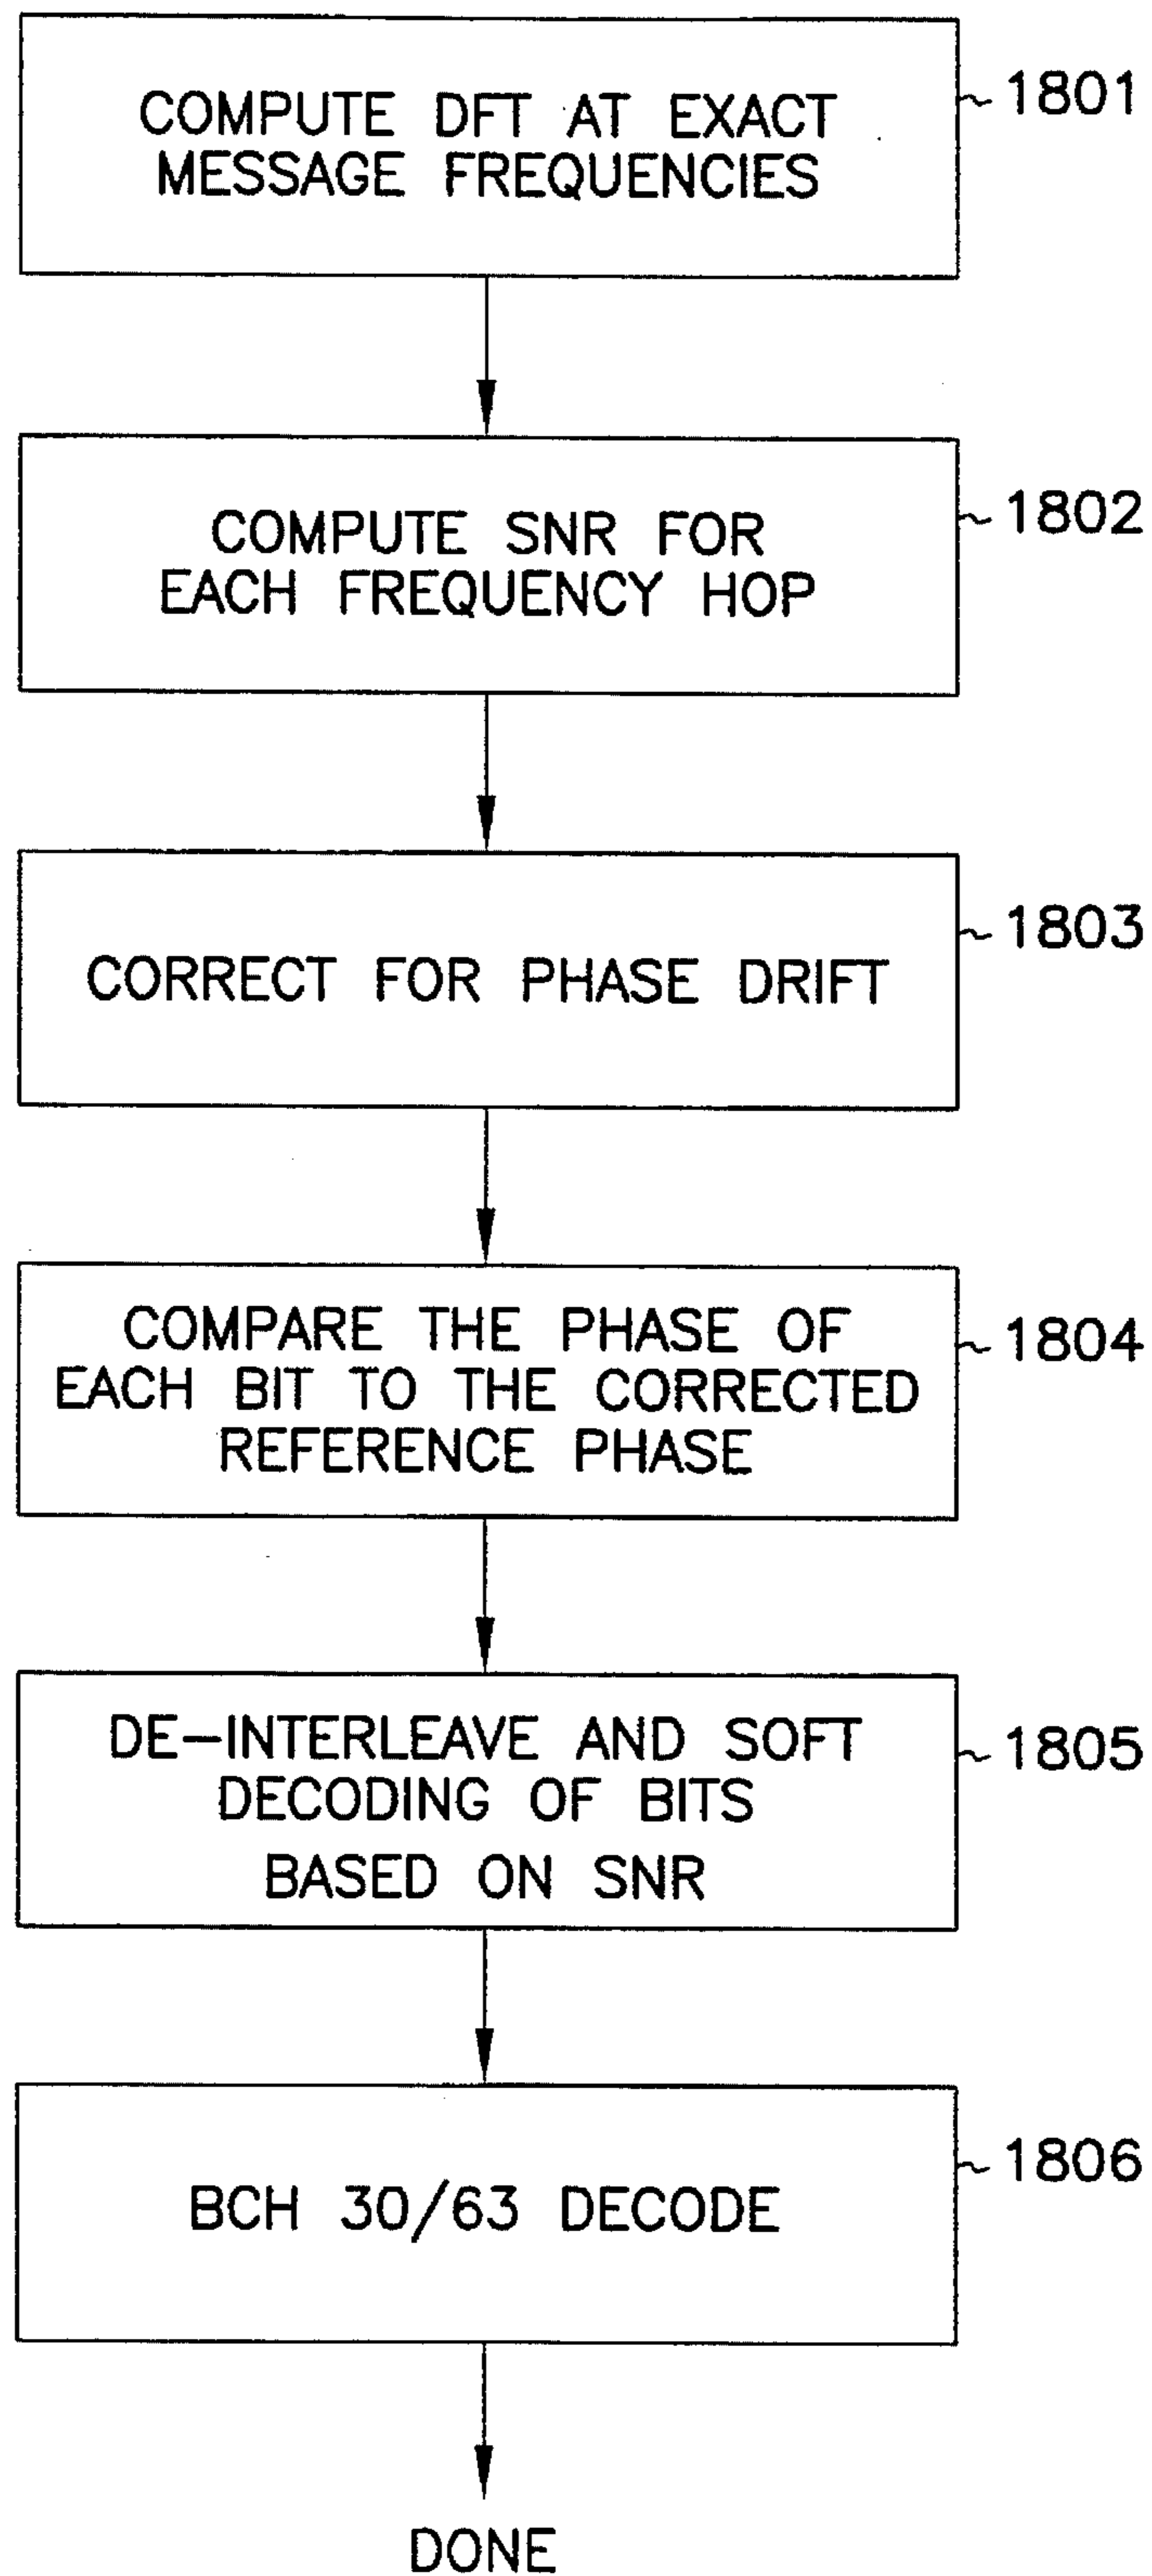 COMPUTE DFT AT EXACT
MESSAGE FREQUENCIES
1801
COMPUTE SNR FOR
EACH FREQUENCY HOP
1802
CORRECT FOR PHASE DRIFT
1803
COMPARE THE PHASE OF
EACH BIT TO THE CORRECTED
REFERENCE PHASE
1804
DE-INTERLEAVE AND SOFT
DECODING OF BITS
BASED ON SNR
1805
BCH 30/63 DECODE
1806
DONE